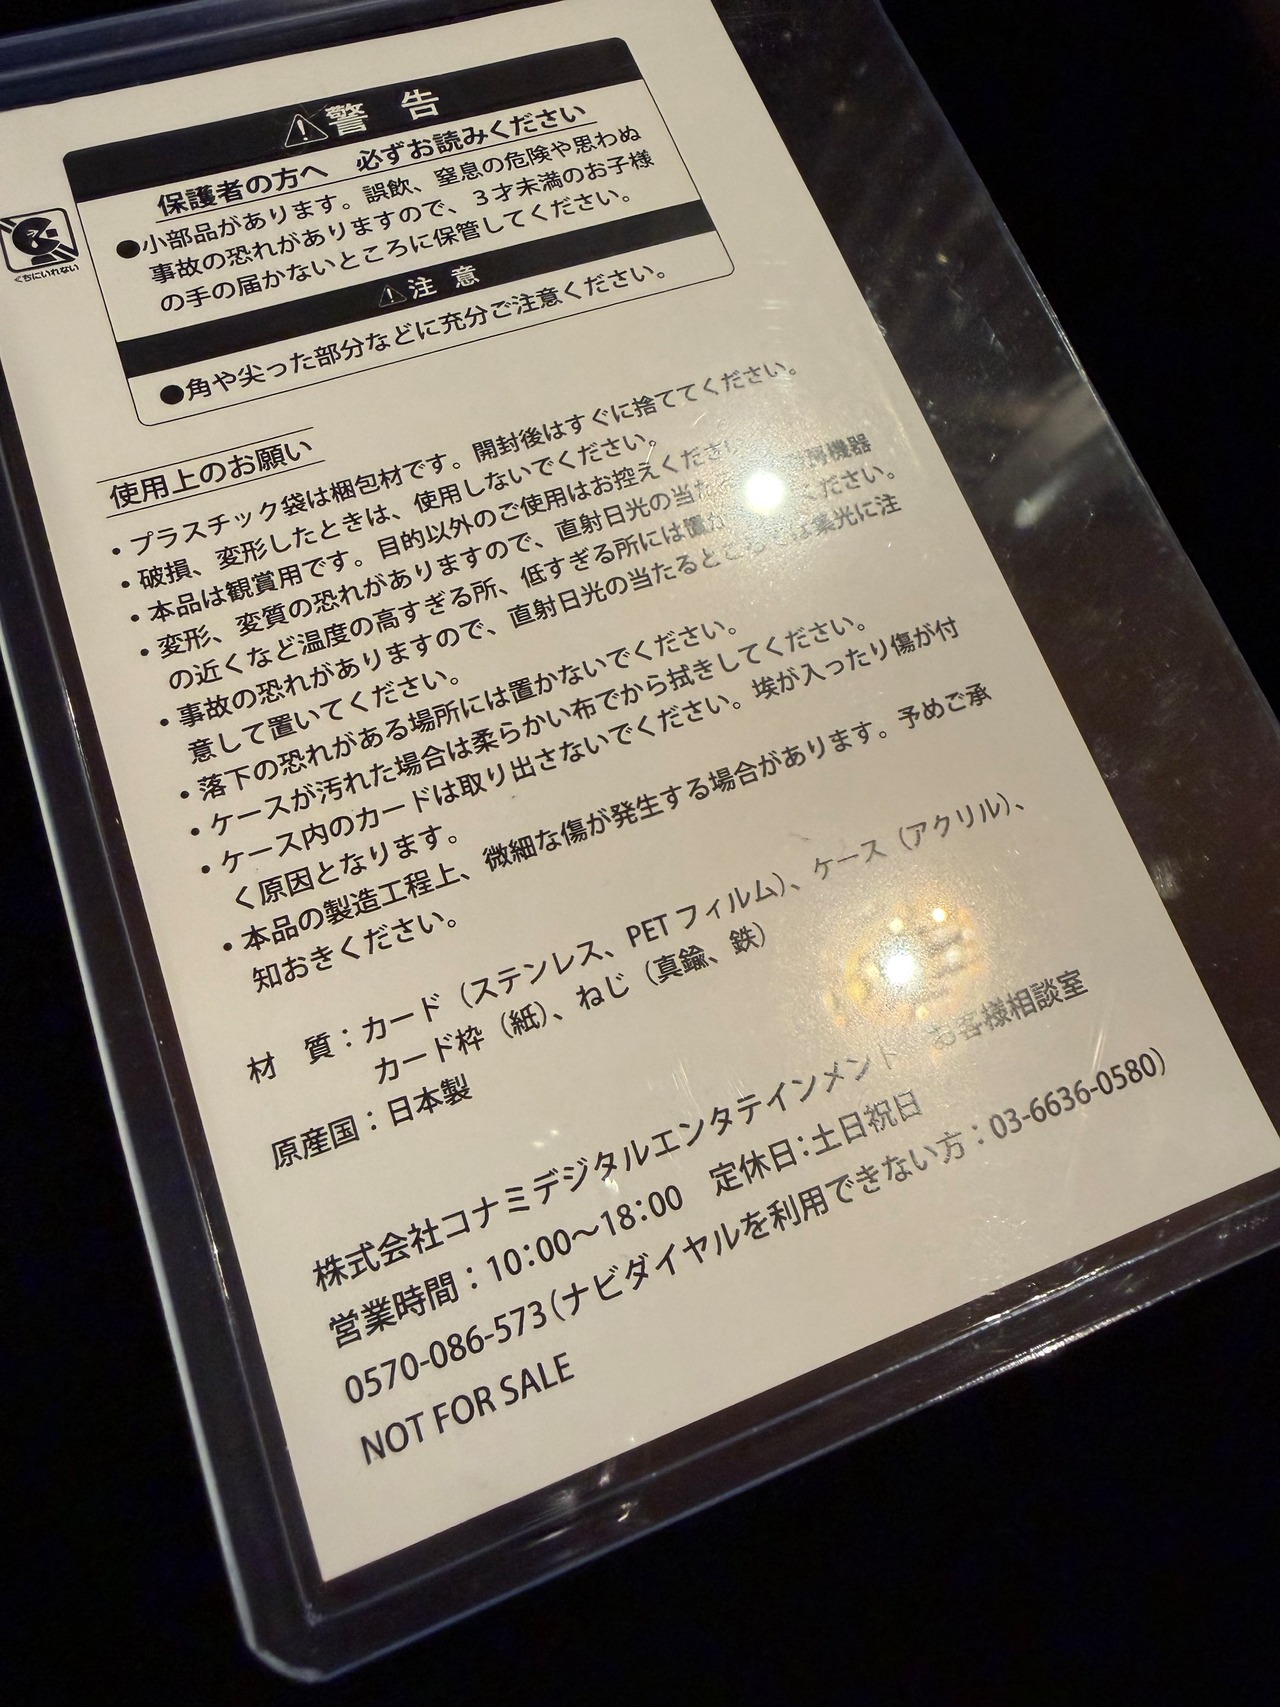 ⚠警 告
保護者の方へ 必ずお読みください
●小部品があります。誤飲、窒息の危険や思わぬ
事故の恐れがありますので、３才未満のお子様
の手の届かないところに保管してください。
くちにいれない
⚠注 意
●角や尖った部分などに充分ご注意ください。
使用上のお願い
・プラスチック袋は梱包材です。開封後はすぐに捨ててください。
・破損、変形したときは、使用しないでください。
・本品は観賞用です。目的以外のご使用はお控えくださ
・変形、変質の恐れがありますので、直射日光の当た 機器
の近くなど温度の高すぎる所、低すぎる所には置か ください。
・事故の恐れがありますので、直射日光の当たるところでは集光に注
意して置いてください。
・落下の恐れがある場所には置かないでください。
・ケースが汚れた場合は柔らかい布でから拭きしてください。
・ケース内のカードは取り出さないでください。埃が入ったり傷が付
く原因となります。
・本品の製造工程上、微細な傷が発生する場合があります。予めご承
知おきください。
材 質：カード（ステンレス、PETフィルム）、ケース（アクリル）、
カード枠（紙）、ねじ（真鍮、鉄）
原産国：日本製
株式会社コナミデジタルエンタテインメント お客様相談室
営業時間：10:00～18:00 定休日:土日祝日
0570-086-573(ナビダイヤルを利用できない方：03-6636-0580)
NOT FOR SALE